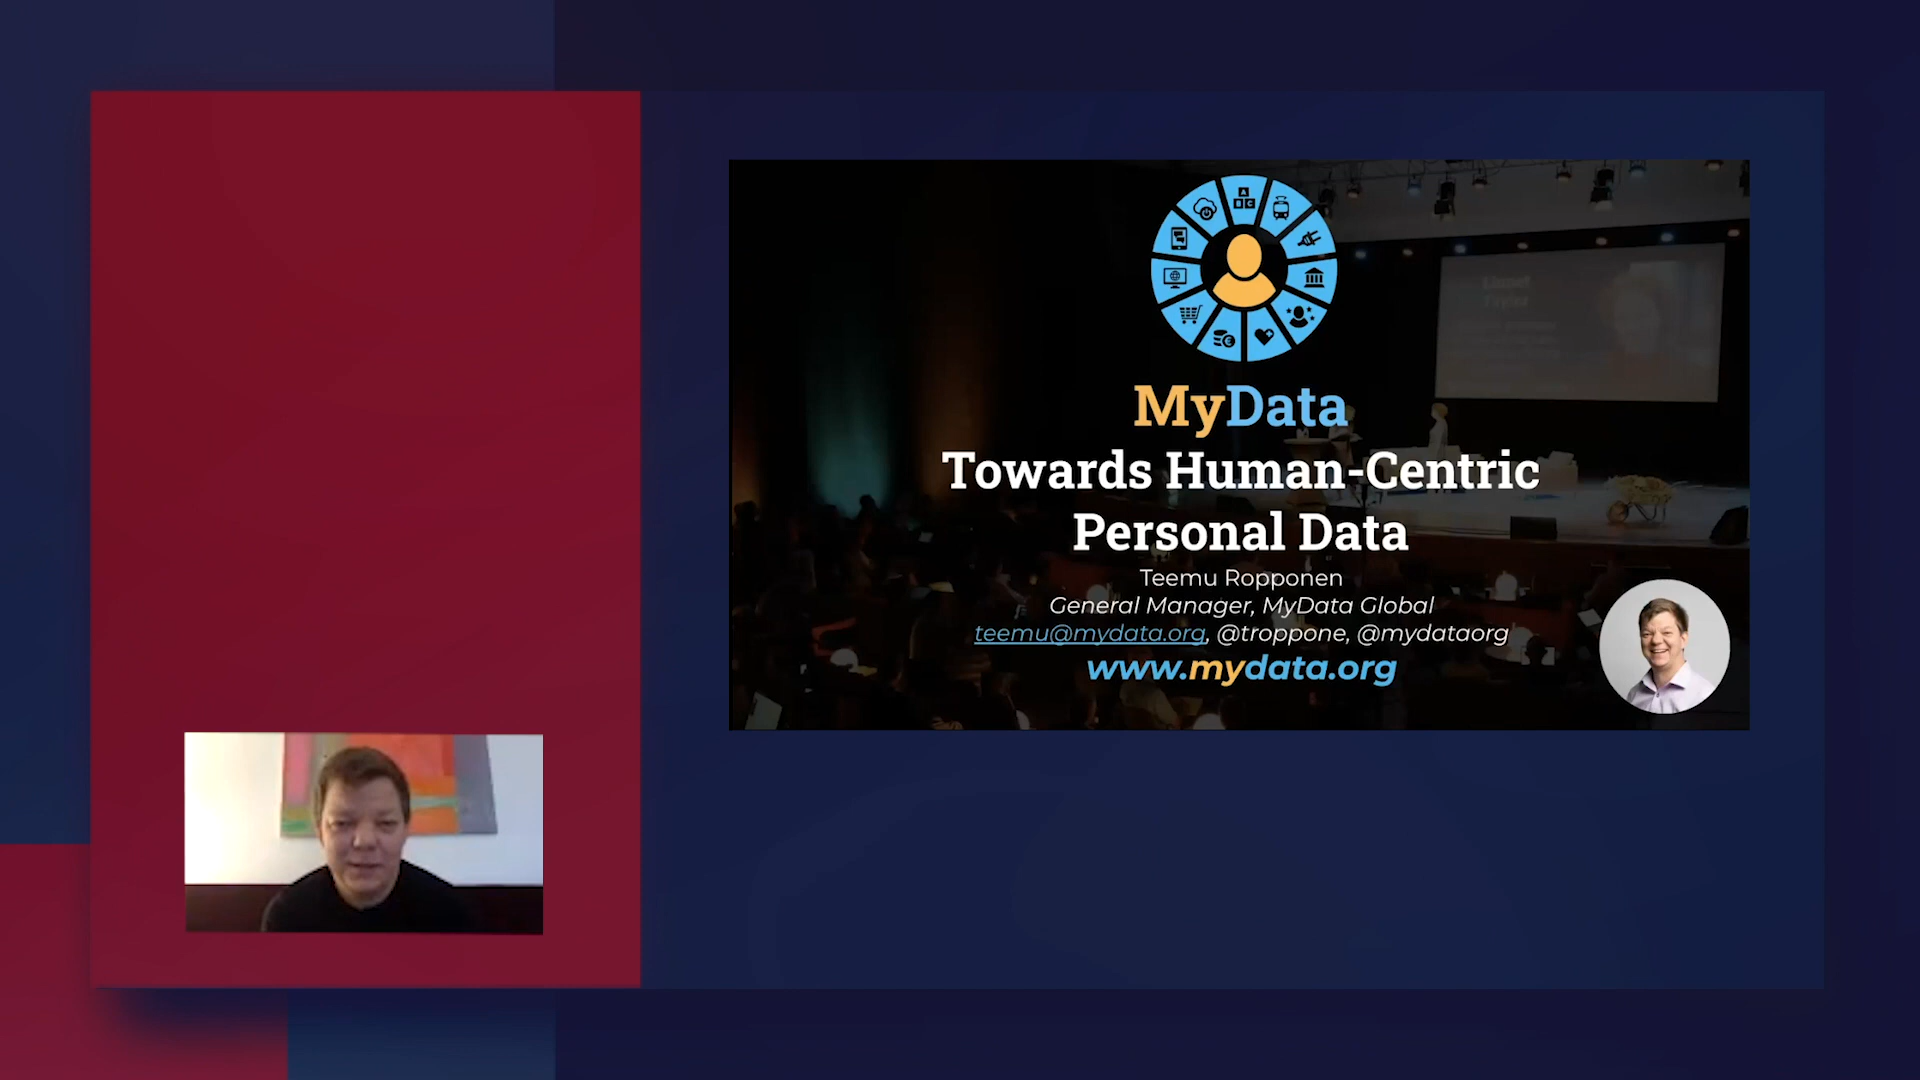 MyData
Towards Human-Centric
Personal Data
Teemu Ropponen
General Manager, MyData Global
teemu@mydata.org, @troppone, @mydataorg
www.mydata.org